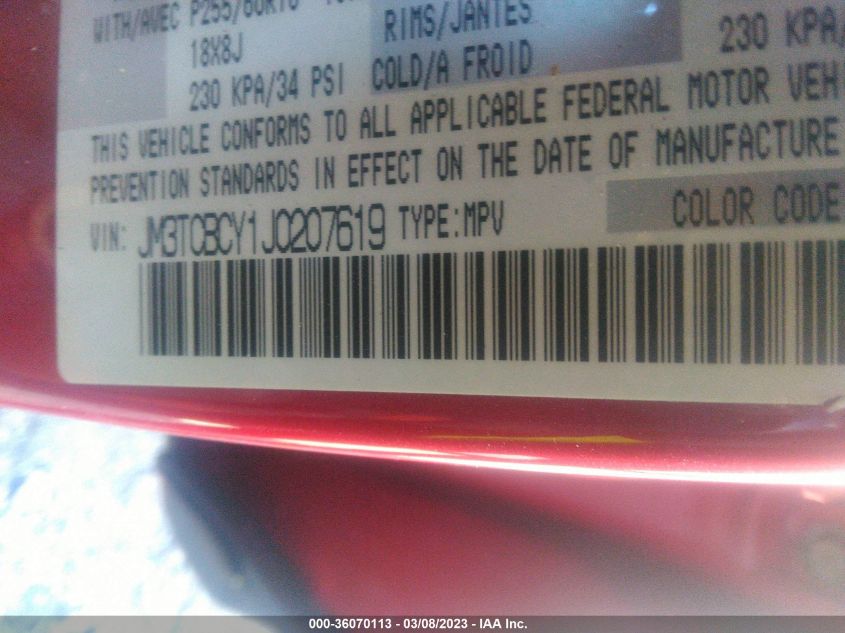 WITH/AVEC P255/60R18
RIMS/JANTES
18X8J
230 KPA/34 PSI COLD/A FROID 230 KPA/
THIS VEHICLE CONFORMS TO ALL APPLICABLE FEDERAL MOTOR VEH
PREVENTION STANDARDS IN EFFECT ON THE DATE OF MANUFACTURE
VIN: JM3TCBCY1J0207619 TYPE:MPV COLOR CODE
000-36070113 - 03/08/2023 - IAA Inc.